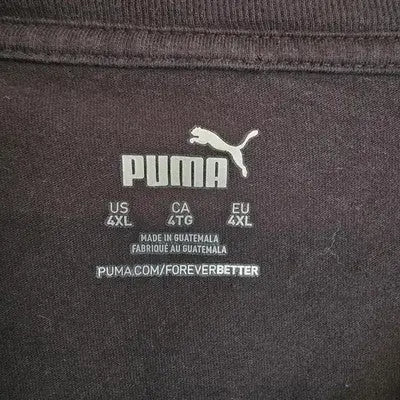 PUMA
US CA EU
4XL 4TG 4XL
MADE IN GUATEMALA
FABRIQUÉ AU GUATEMALA
PUMA.COM/FOREVERBETTER